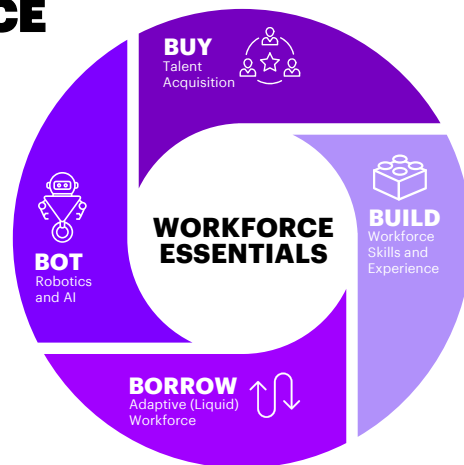 CE
BUY
Talent
Acquisition
BUILD
Workforce
Skills and
Experience
WORKFORCE
ESSENTIALS
BOT
Robotics
and AI
BORROW
Adaptive (Liquid)
Workforce